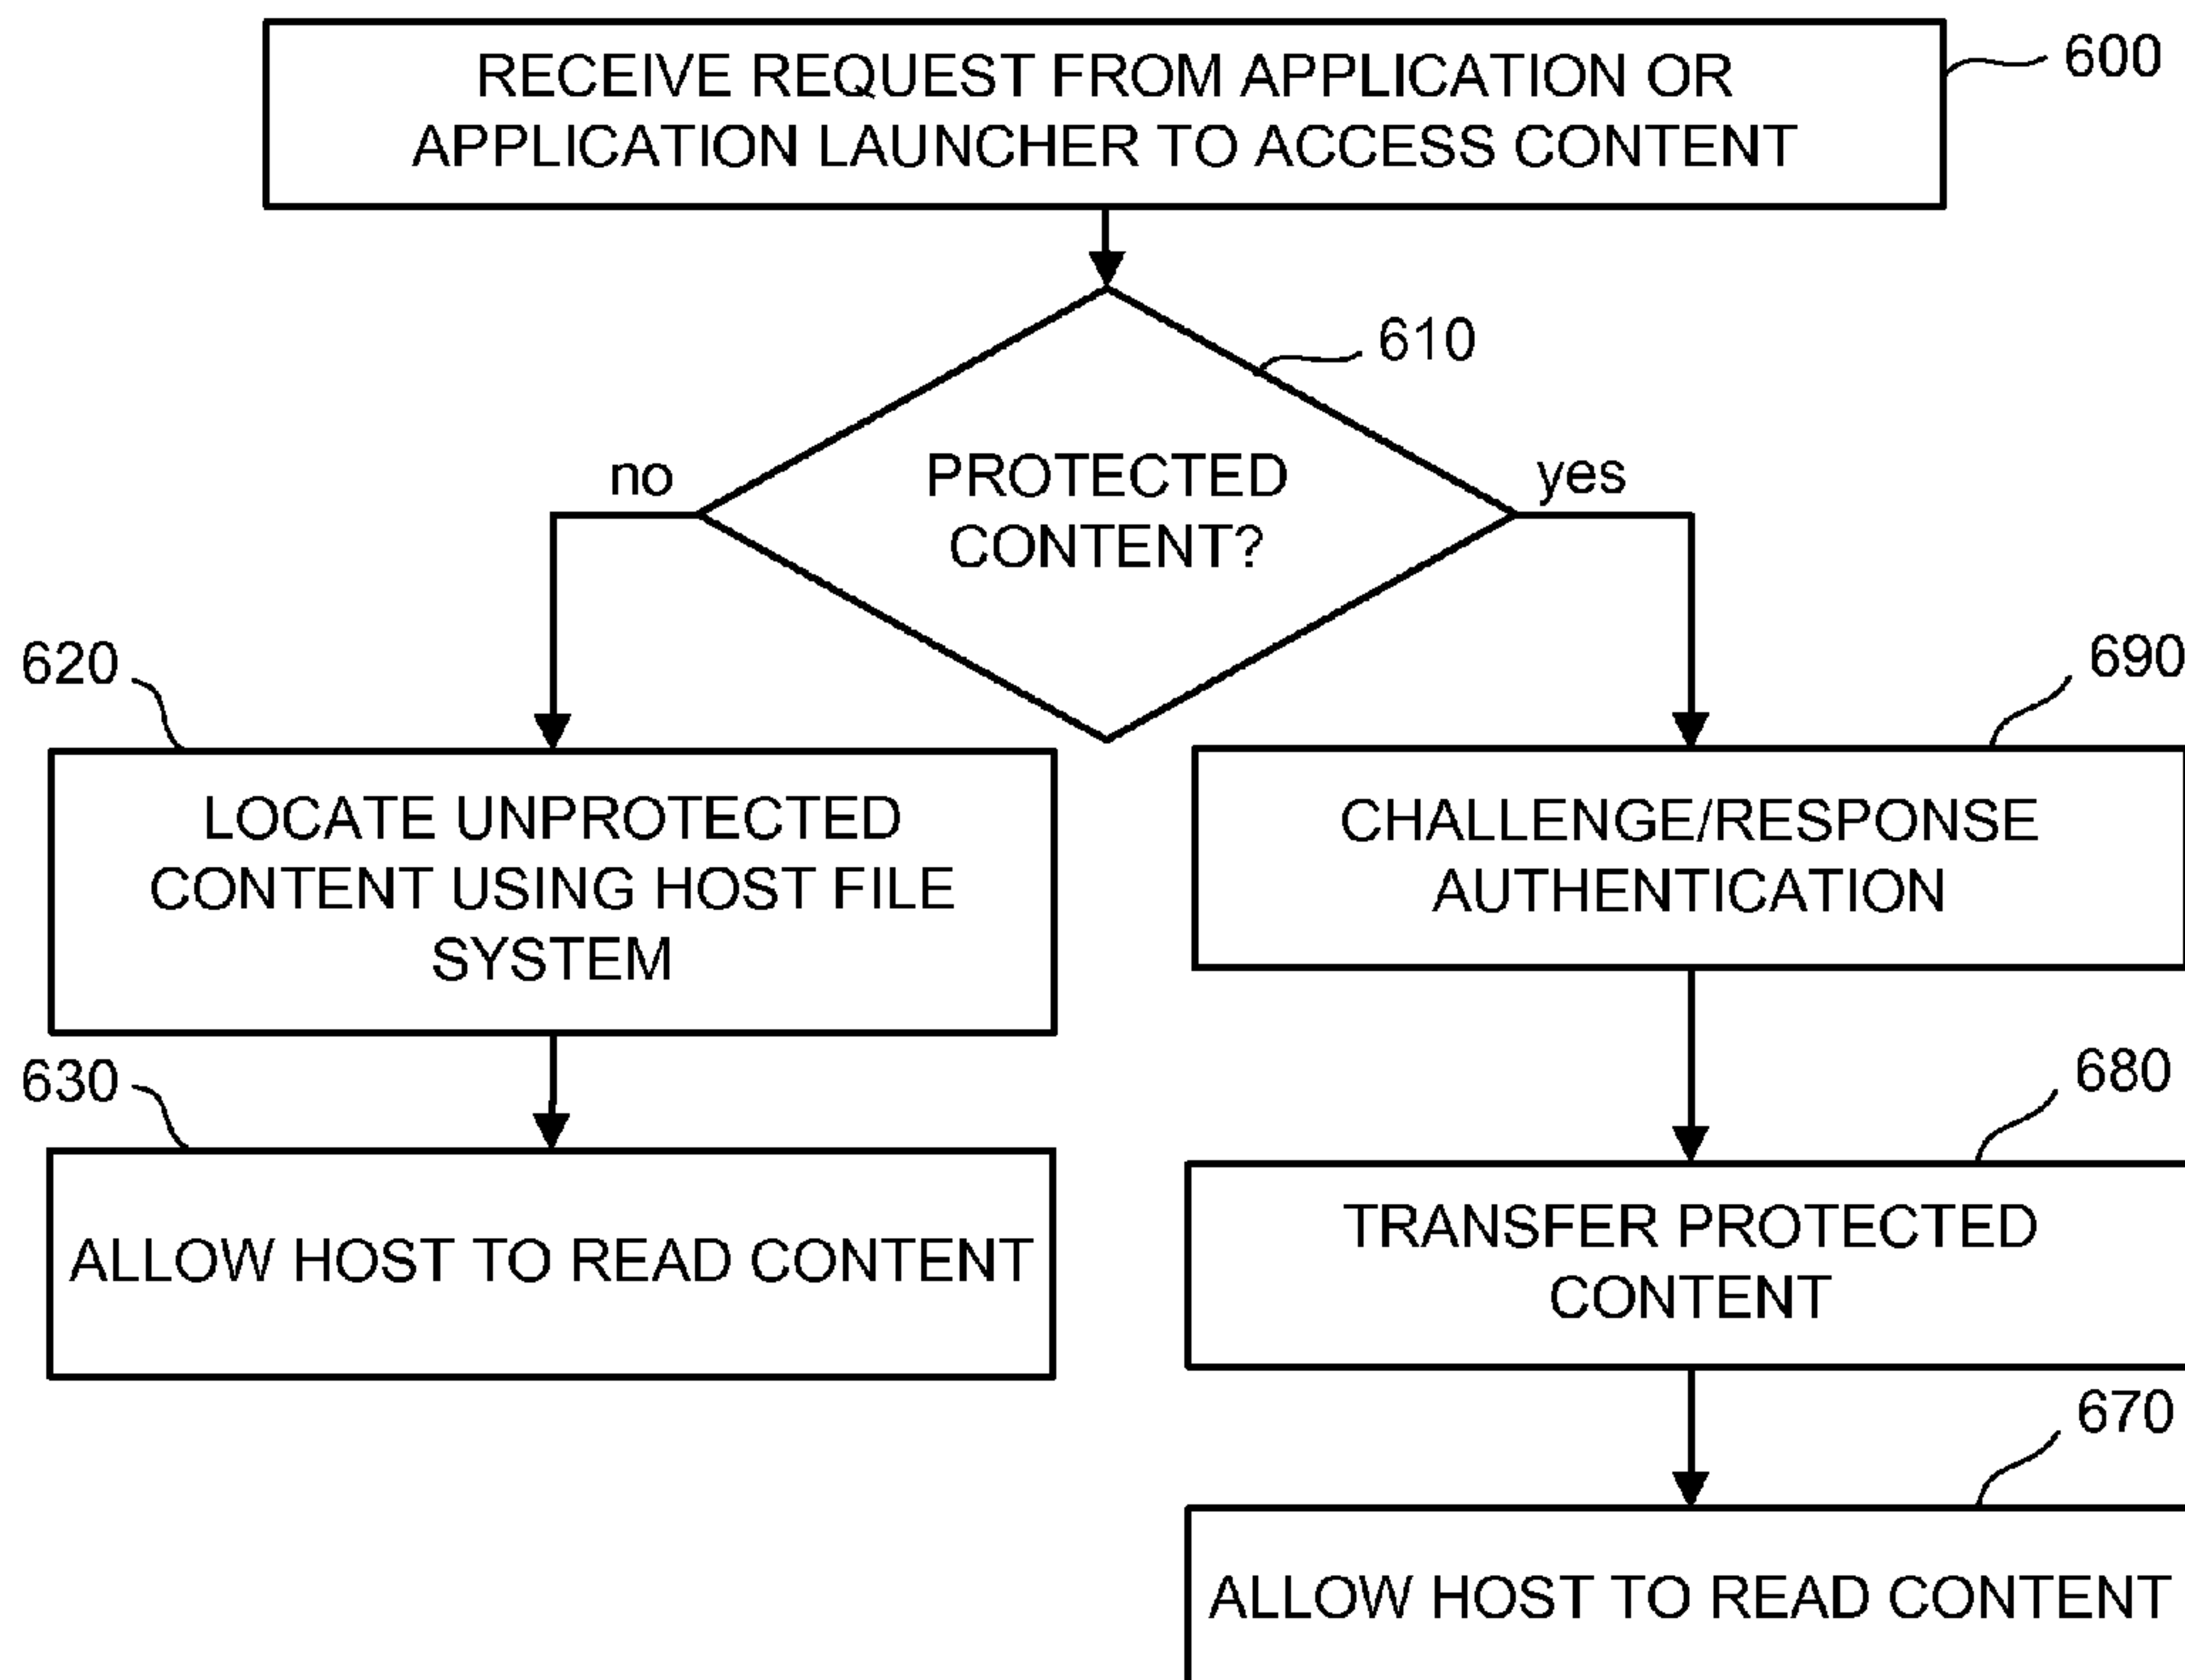 RECEIVE REQUEST FROM APPLICATION OR
APPLICATION LAUNCHER TO ACCESS CONTENT
600
610
PROTECTED
CONTENT?
no
yes
620
LOCATE UNPROTECTED
CONTENT USING HOST FILE
SYSTEM
630
ALLOW HOST TO READ CONTENT
690
CHALLENGE/RESPONSE
AUTHENTICATION
680
TRANSFER PROTECTED
CONTENT
670
ALLOW HOST TO READ CONTENT